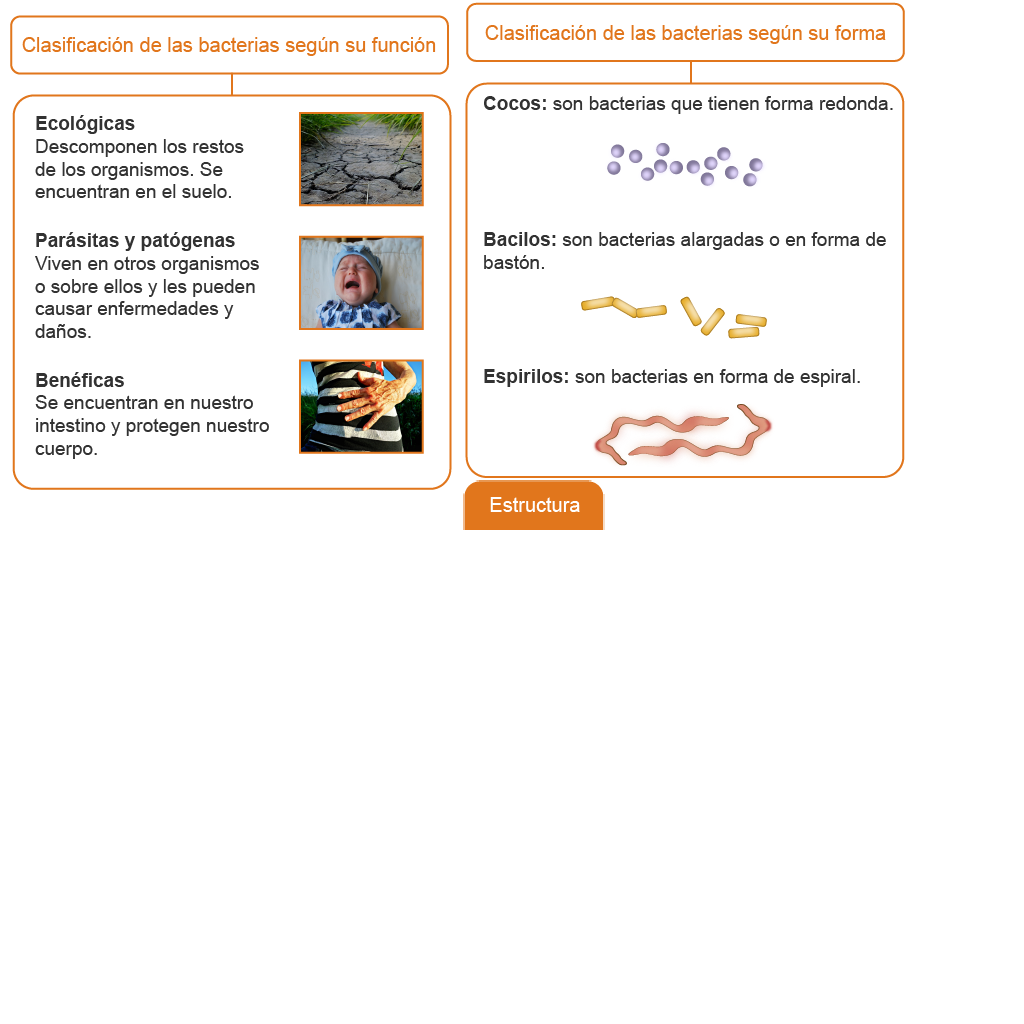 Clasificación de las bacterias según su función
Ecológicas
Descomponen los restos
de los organismos. Se
encuentran en el suelo.
Parásitas y patógenas
Viven en otros organismos
o sobre ellos y les pueden
causar enfermedades y
daños.
Benéficas
Se encuentran en nuestro
intestino y protegen nuestro
cuerpo.
Clasificación de las bacterias según su forma
Cocos: son bacterias que tienen forma redonda.
Bacilos: son bacterias alargadas o en forma de
bastón.
Espirilos: son bacterias en forma de espiral.
Estructura